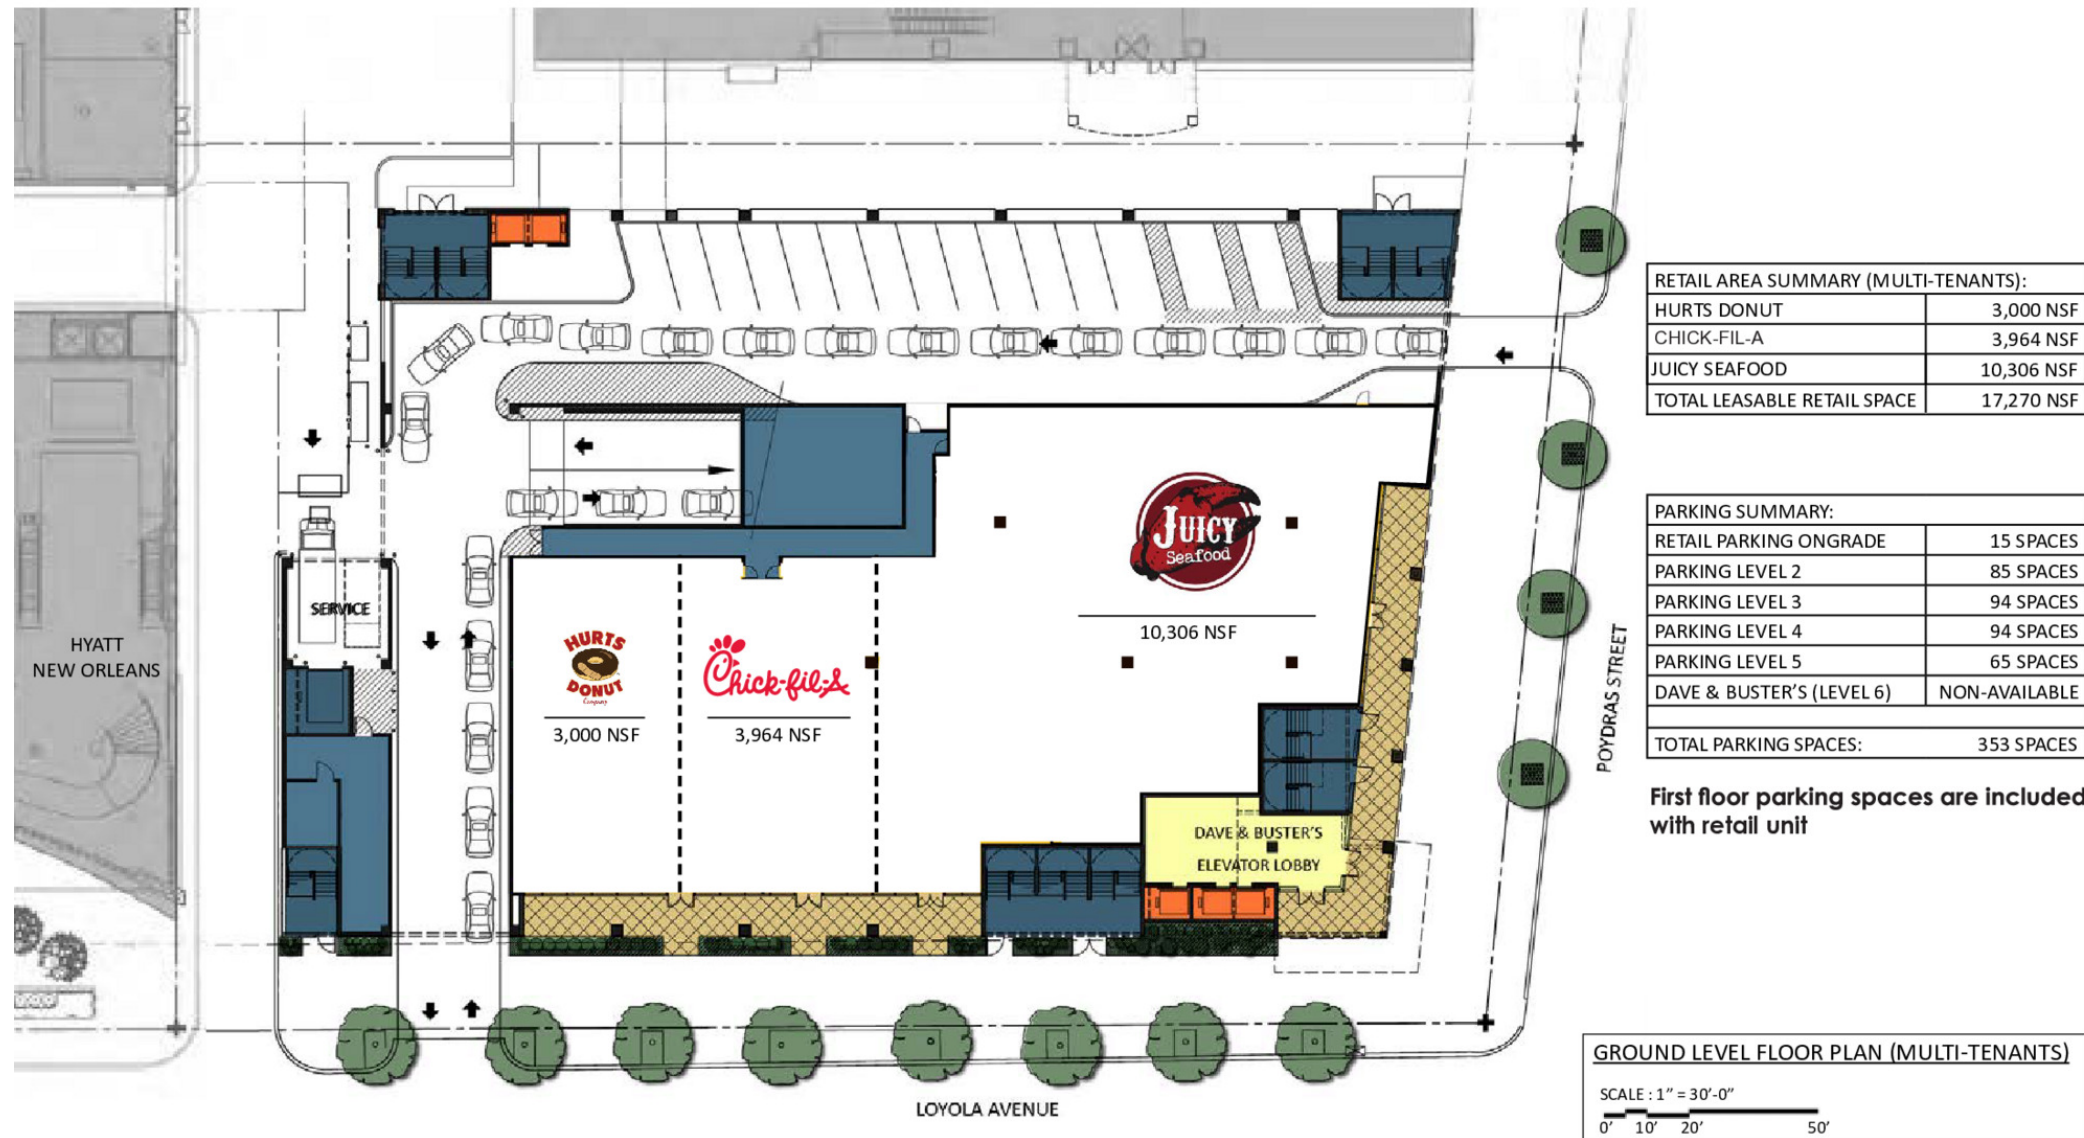 HYATT
NEW ORLEANS
SERVICE
HURTS
DONUT
Company
3,000 NSF
Chick-fil-A
3,964 NSF
JUICY
Seafood
10,306 NSF
DAVE & BUSTER'S
ELEVATOR LOBBY
LOYOLA AVENUE
POYDRAS STREET
RETAIL AREA SUMMARY (MULTI-TENANTS):
HURTS DONUT 3,000 NSF
CHICK-FIL-A 3,964 NSF
JUICY SEAFOOD 10,306 NSF
TOTAL LEASABLE RETAIL SPACE 17,270 NSF
PARKING SUMMARY:
RETAIL PARKING ONGRADE 15 SPACES
PARKING LEVEL 2 85 SPACES
PARKING LEVEL 3 94 SPACES
PARKING LEVEL 4 94 SPACES
PARKING LEVEL 5 65 SPACES
DAVE & BUSTER'S (LEVEL 6) NON-AVAILABLE
TOTAL PARKING SPACES: 353 SPACES
First floor parking spaces are included
with retail unit
GROUND LEVEL FLOOR PLAN (MULTI-TENANTS)
SCALE : 1" = 30'-0"
0' 10' 20' 50'